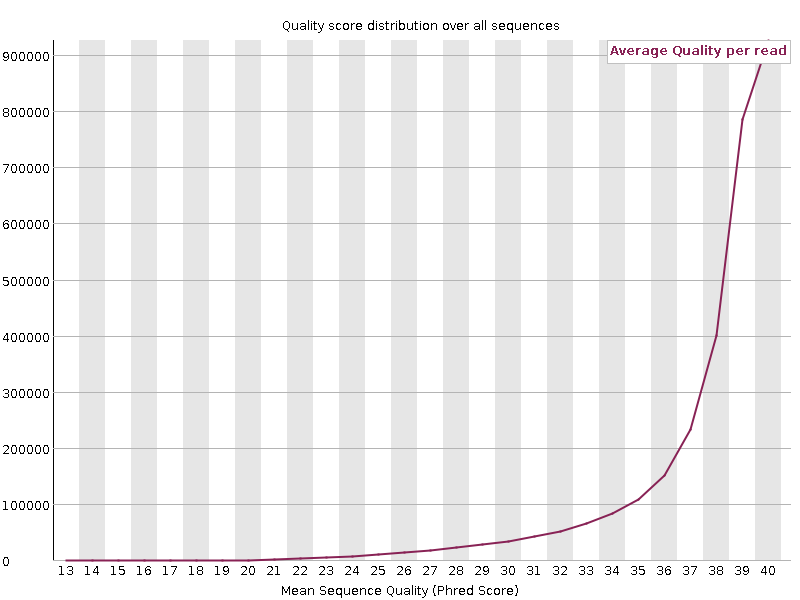 Quality score distribution over all sequences
Average Quality per read
900000
800000
700000
600000
500000
400000
300000
200000
100000
0
13 14 15 16 17 18 19 20 21 22 23 24 25 26 27 28 29 30 31 32 33 34 35 36 37 38 39 40
Mean Sequence Quality (Phred Score)